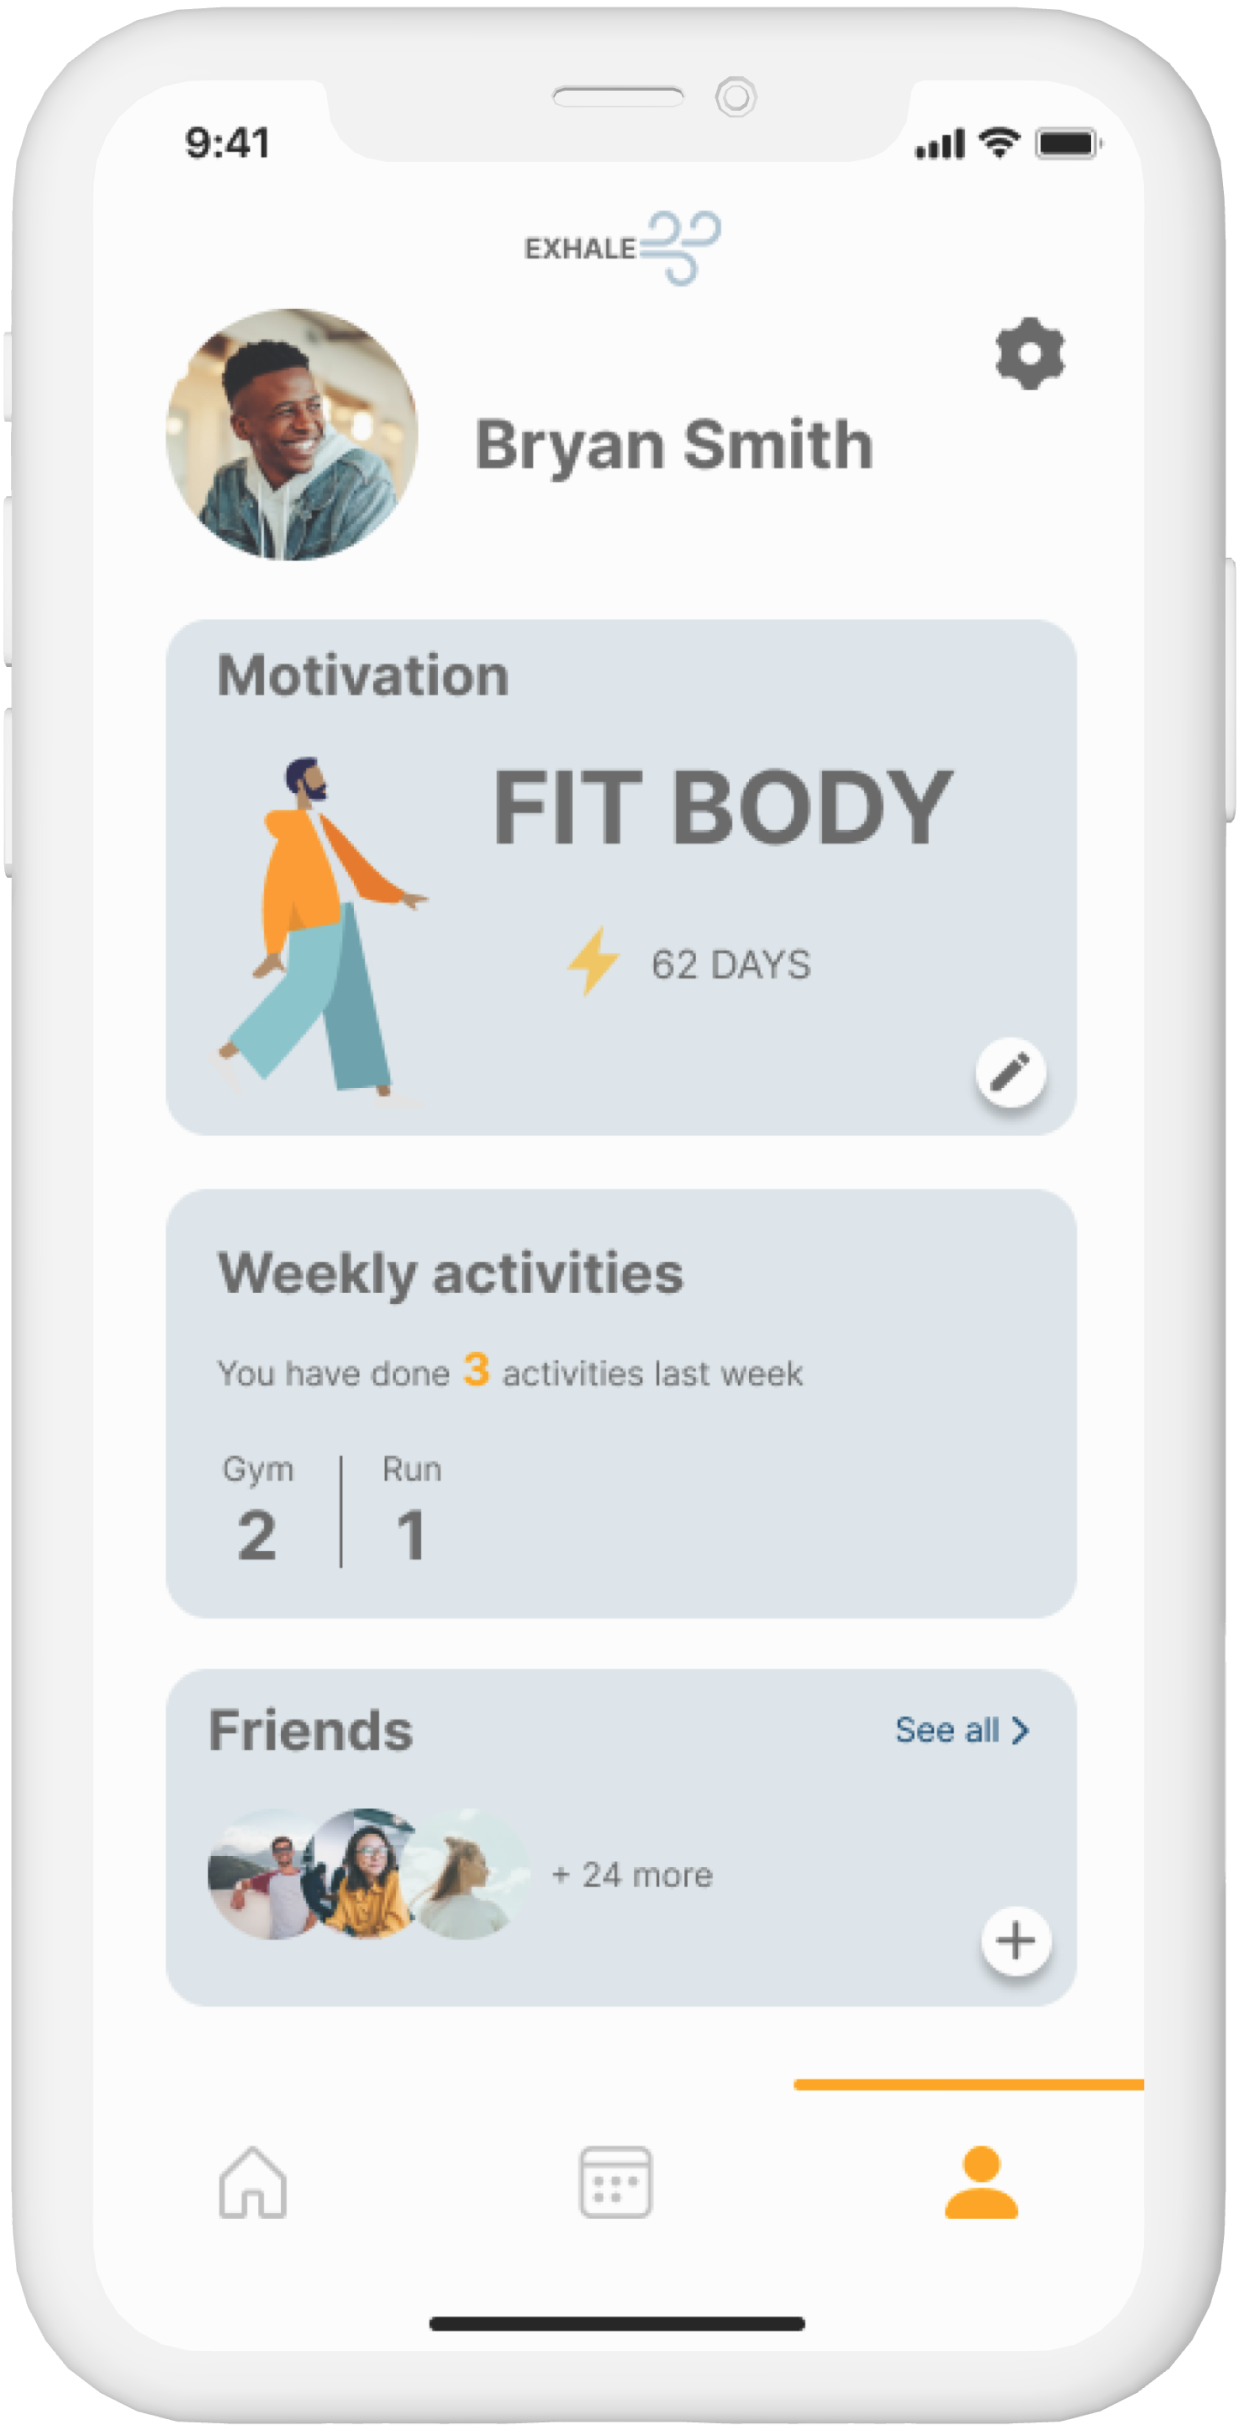 9:41
EXHALE
Bryan Smith
Motivation
FIT BODY
62 DAYS
Weekly activities
You have done 3 activities last week
Gym Run
2 1
Friends
See all
+ 24 more